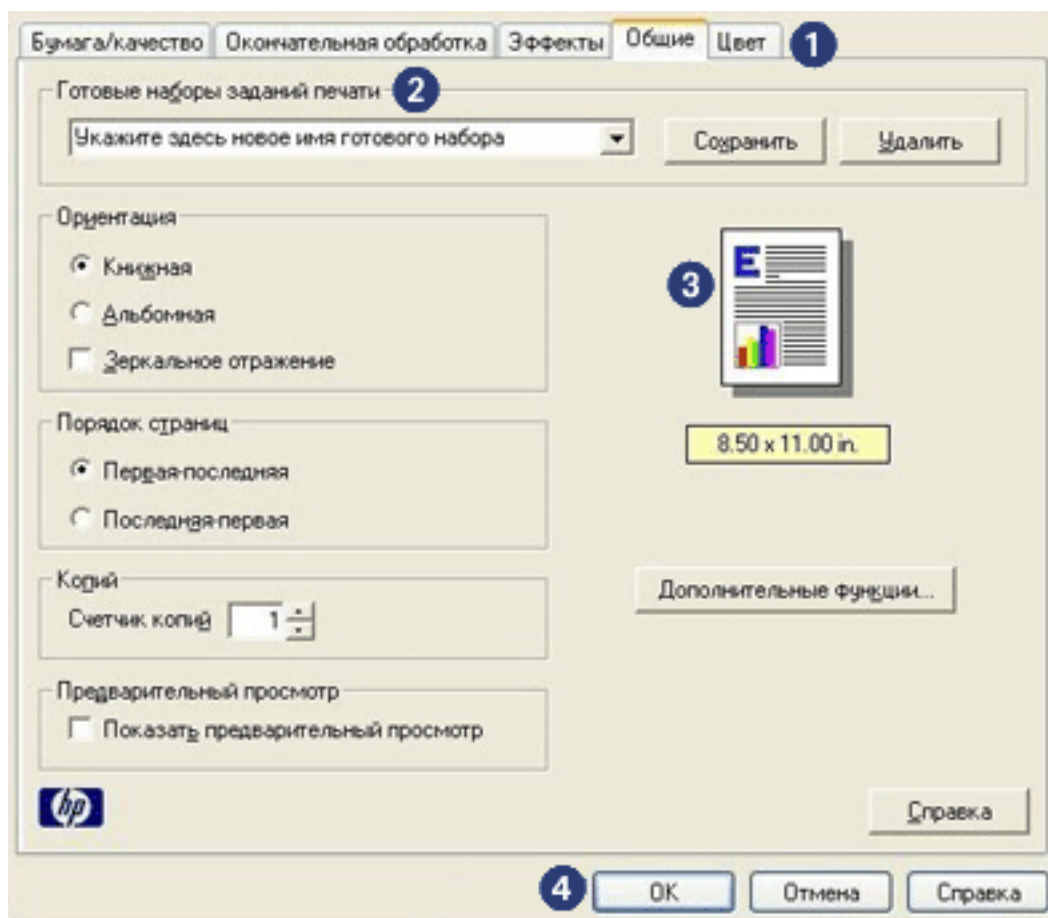 Бумага/качество Окончательная обработка Эффекты Общие Цвет 1
Готовые наборы заданий печати 2
Укажите здесь новое имя готового набора Сохранить Удалить
Ориентация
Книжная
Альбомная
Зеркальное отражение
3
E
8.50 x 11.00 in.
Порядок страниц
Первая-последняя
Последняя-первая
Копий
Счетчик копий 1
Дополнительные функции...
Предварительный просмотр
Показать предварительный просмотр
hp
Справка
4 OK Отмена Справка